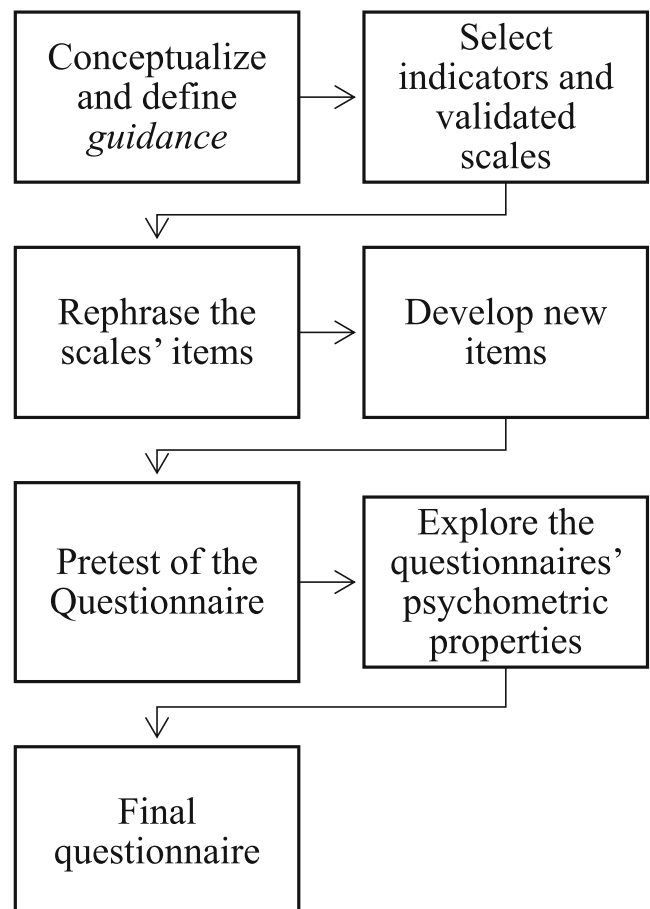 Conceptualize
and define
guidance
Select
indicators and
validated
scales
Rephrase the
scales’ items
Develop new
items
Pretest of the
Questionnaire
Explore the
questionnaires’
psychometric
properties
Final
questionnaire